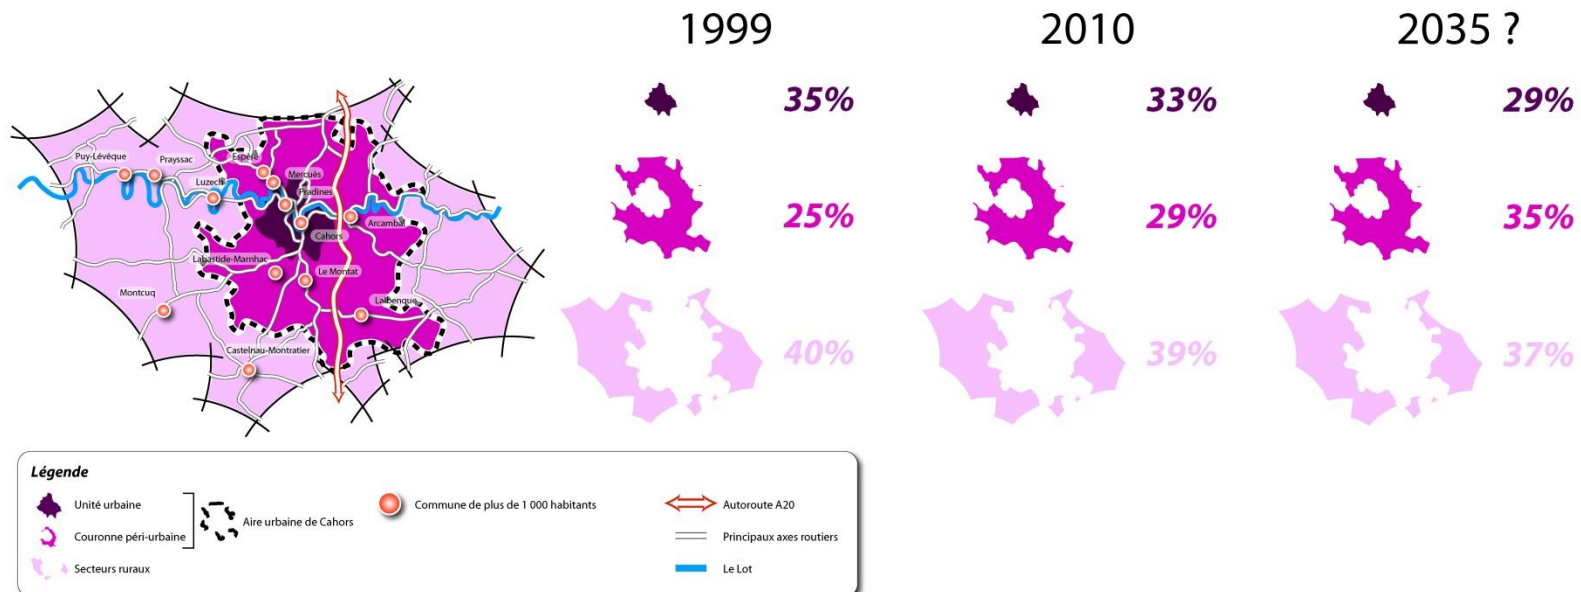 1999
2010
2035 ?
35%
33%
29%
25%
29%
35%
40%
39%
37%
Puy-Lévêque
Prayssac
Luzech
Espère
Mercuès
Pradines
Arcambal
Cahors
Labastide-Marnhac
Le Montat
Montcuq
Lalbenque
Castelnau-Montratier
Légende
Unité urbaine
Couronne péri-urbaine
Secteurs ruraux
Aire urbaine de Cahors
Commune de plus de 1 000 habitants
Autoroute A20
Principaux axes routiers
Le Lot